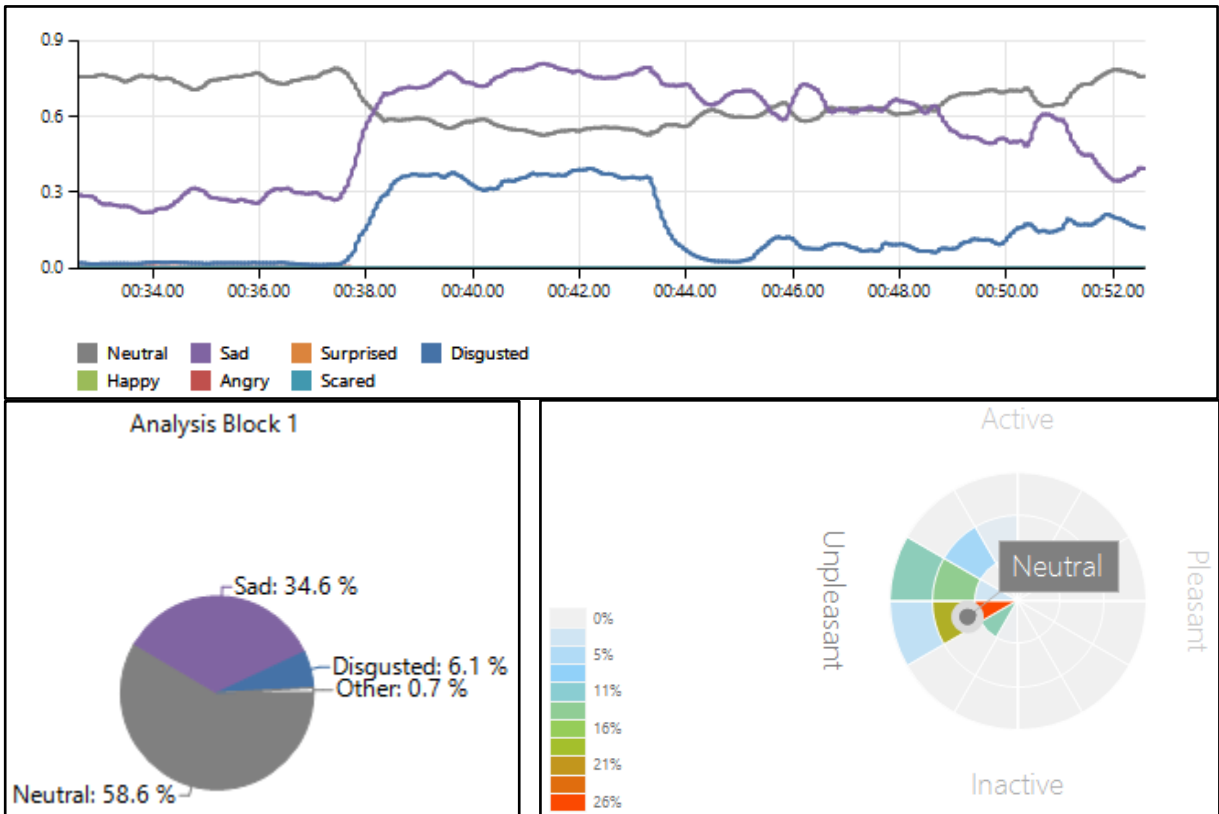 0.9
0.6
0.3
0.0
00:34.00 00:36.00 00:38.00 00:40.00 00:42.00 00:44.00 00:46.00 00:48.00 00:50.00 00:52.00
Neutral Sad Surprised Disgusted
Happy Angry Scared
Analysis Block 1
Sad: 34.6 %
Disgusted: 6.1 %
Other: 0.7 %
Neutral: 58.6 %
Active
Unpleasant
Neutral
Pleasant
Inactive
0%
5%
11%
16%
21%
26%